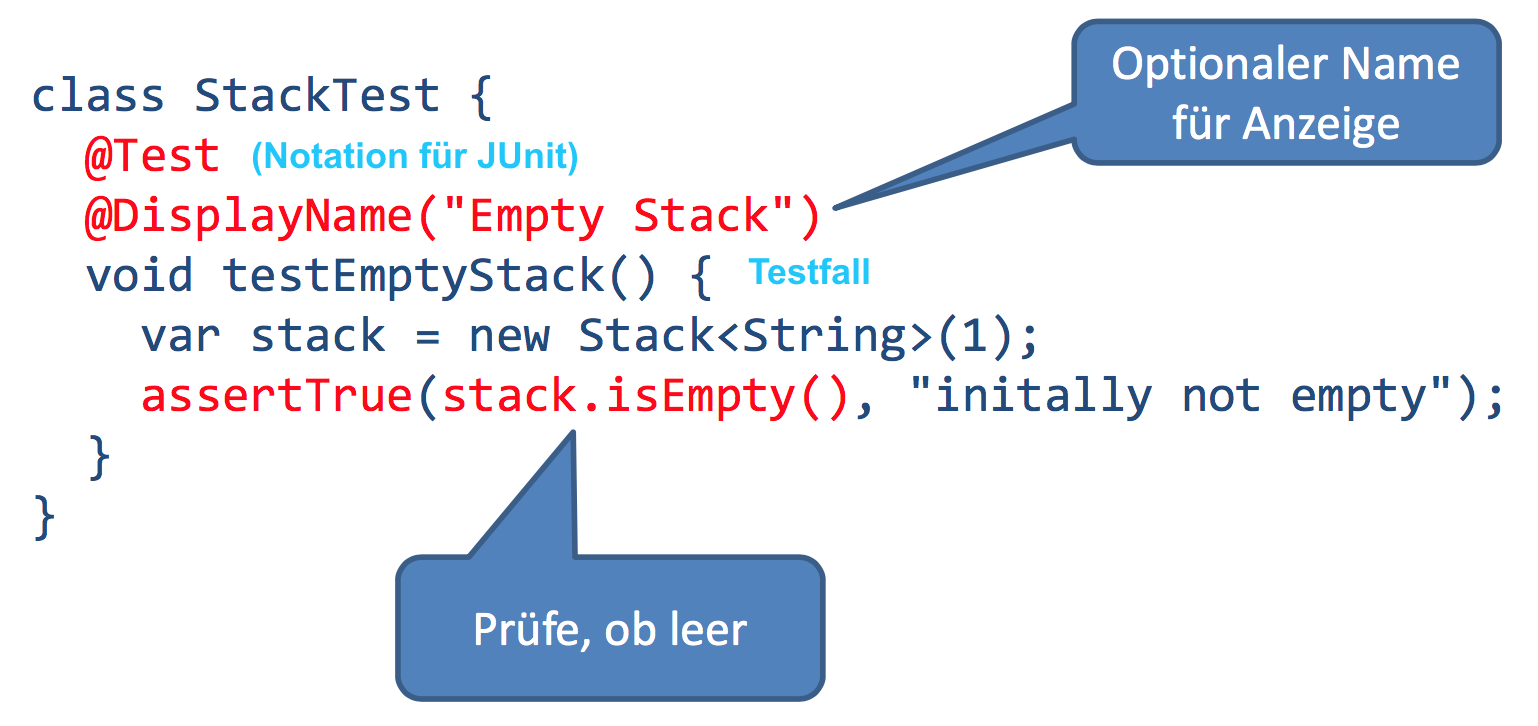 Optionaler Name
für Anzeige
class StackTest {
@Test (Notation für JUnit)
@DisplayName("Empty Stack")
void testEmptyStack() { Testfall
var stack = new Stack<String>(1);
assertTrue(stack.isEmpty(), "initally not empty");
}
}
Prüfe, ob leer